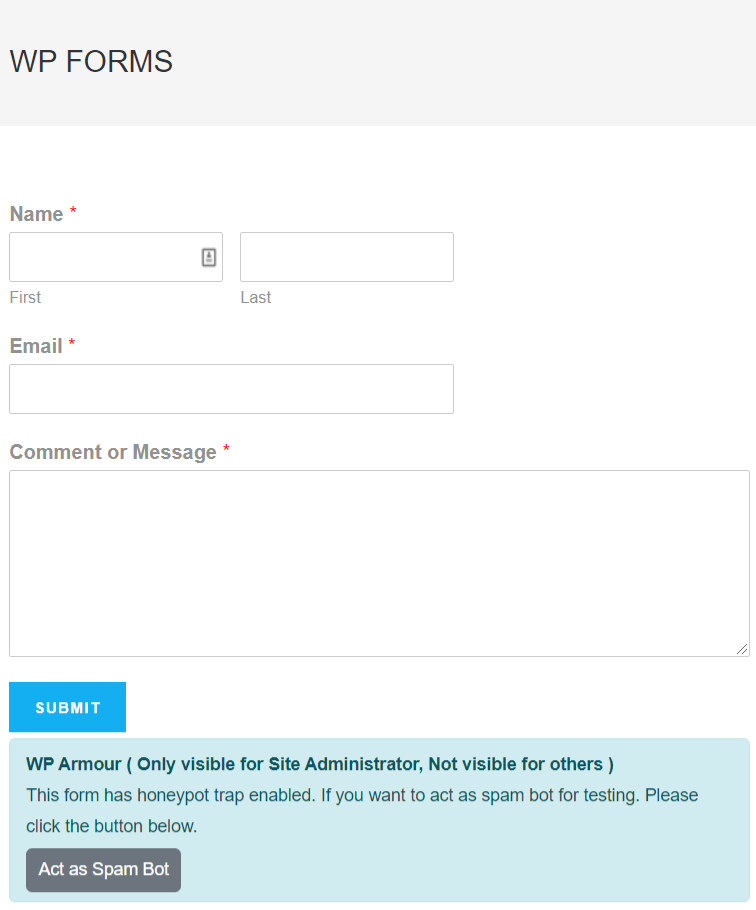 WP FORMS
Name *
First
Last
Email *
Comment or Message *
SUBMIT
WP Armour ( Only visible for Site Administrator, Not visible for others )
This form has honeypot trap enabled. If you want to act as spam bot for testing. Please
click the button below.
Act as Spam Bot